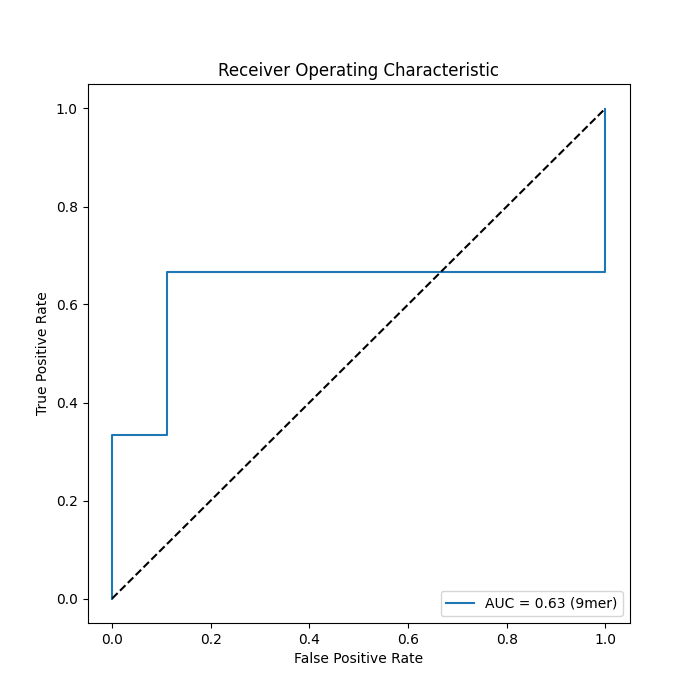 Receiver Operating Characteristic
1.0
0.8
0.6
0.4
0.2
0.0
True Positive Rate
0.0 0.2 0.4 0.6 0.8 1.0
False Positive Rate
AUC = 0.63 (9mer)